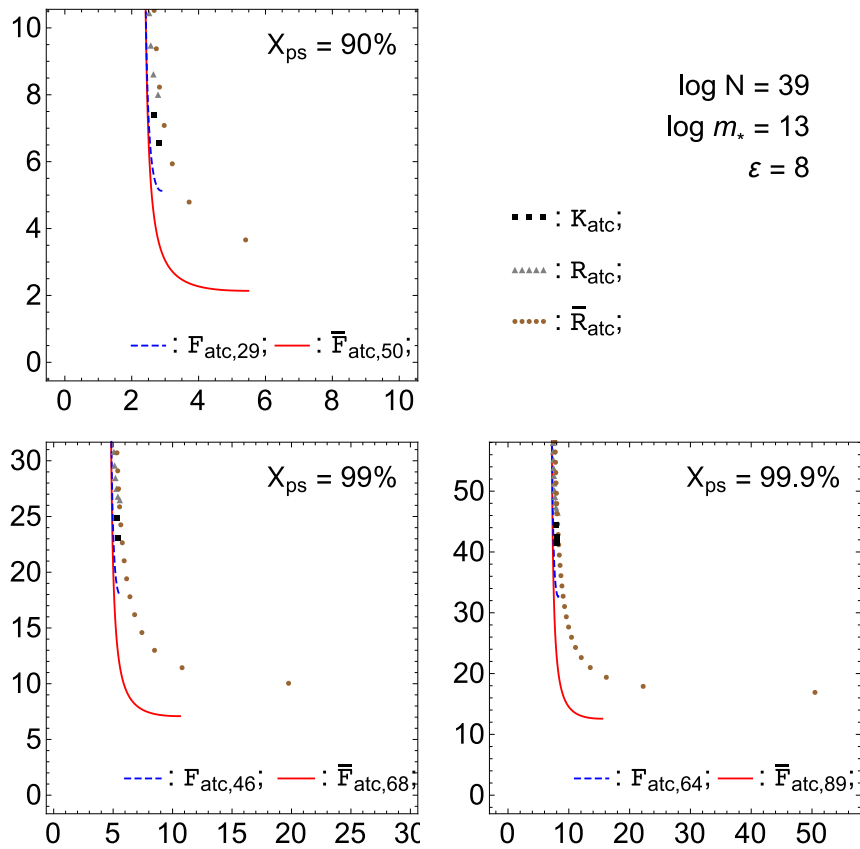 10
8
6
4
2
0
X_ps = 90%
: F_atc,29; : F̄_atc,50;
0 2 4 6 8 10
log N = 39
log m_* = 13
ε = 8
: K_atc;
: R_atc;
: R̄_atc;
30
25
20
15
10
5
0
X_ps = 99%
: F_atc,46; : F̄_atc,68;
0 5 10 15 20 25 30
50
40
30
20
10
0
X_ps = 99.9%
: F_atc,64; : F̄_atc,89;
0 10 20 30 40 50